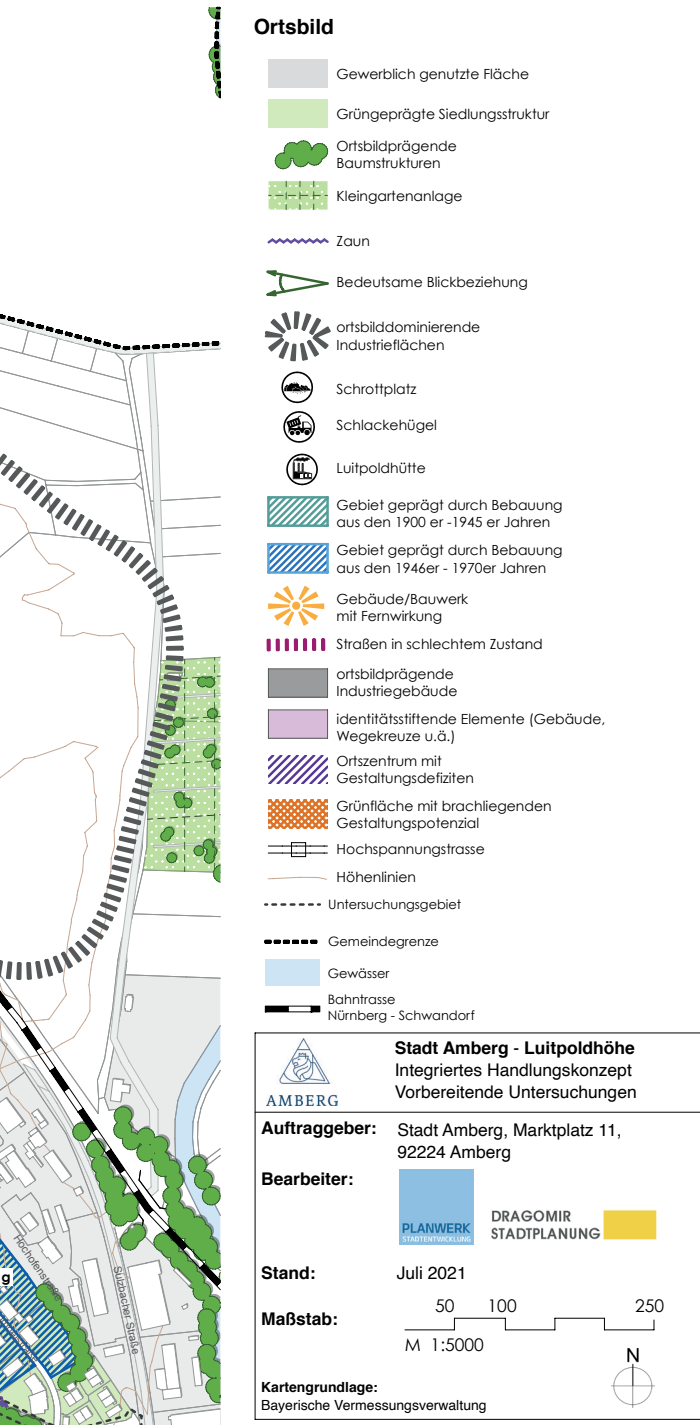 Ortsbild
Gewerblich genutzte Fläche
Grüngeprägte Siedlungsstruktur
Ortsbildprägende
Baumstrukturen
Kleingartenanlage
Zaun
Bedeutsame Blickbeziehung
ortsbilddominierende
Industrieflächen
Schrottplatz
Schlackehügel
Luitpoldhütte
Gebiet geprägt durch Bebauung
aus den 1900 er -1945 er Jahren
Gebiet geprägt durch Bebauung
aus den 1946er - 1970er Jahren
Gebäude/Bauwerk
mit Fernwirkung
Straßen in schlechtem Zustand
ortsbildprägende
Industriegebäude
identitätsstiftende Elemente (Gebäude,
Wegekreuze u.ä.)
Ortszentrum mit
Gestaltungsdefiziten
Grünfläche mit brachliegenden
Gestaltungspotenzial
Hochspannungstrasse
Höhenlinien
Untersuchungsgebiet
Gemeindegrenze
Gewässer
Bahntrasse
Nürnberg - Schwandorf
AMBERG
Stadt Amberg - Luitpoldhöhe
Integriertes Handlungskonzept
Vorbereitende Untersuchungen
Auftraggeber: Stadt Amberg, Marktplatz 11,
92224 Amberg
Bearbeiter:
PLANWERK
STADTENTWICKLUNG
DRAGOMIR
STADTPLANUNG
Stand: Juli 2021
Maßstab:
50 100 250
M 1:5000
N
Kartengrundlage:
Bayerische Vermessungsverwaltung
Hochofenstraße
Sulzbacher Straße
g